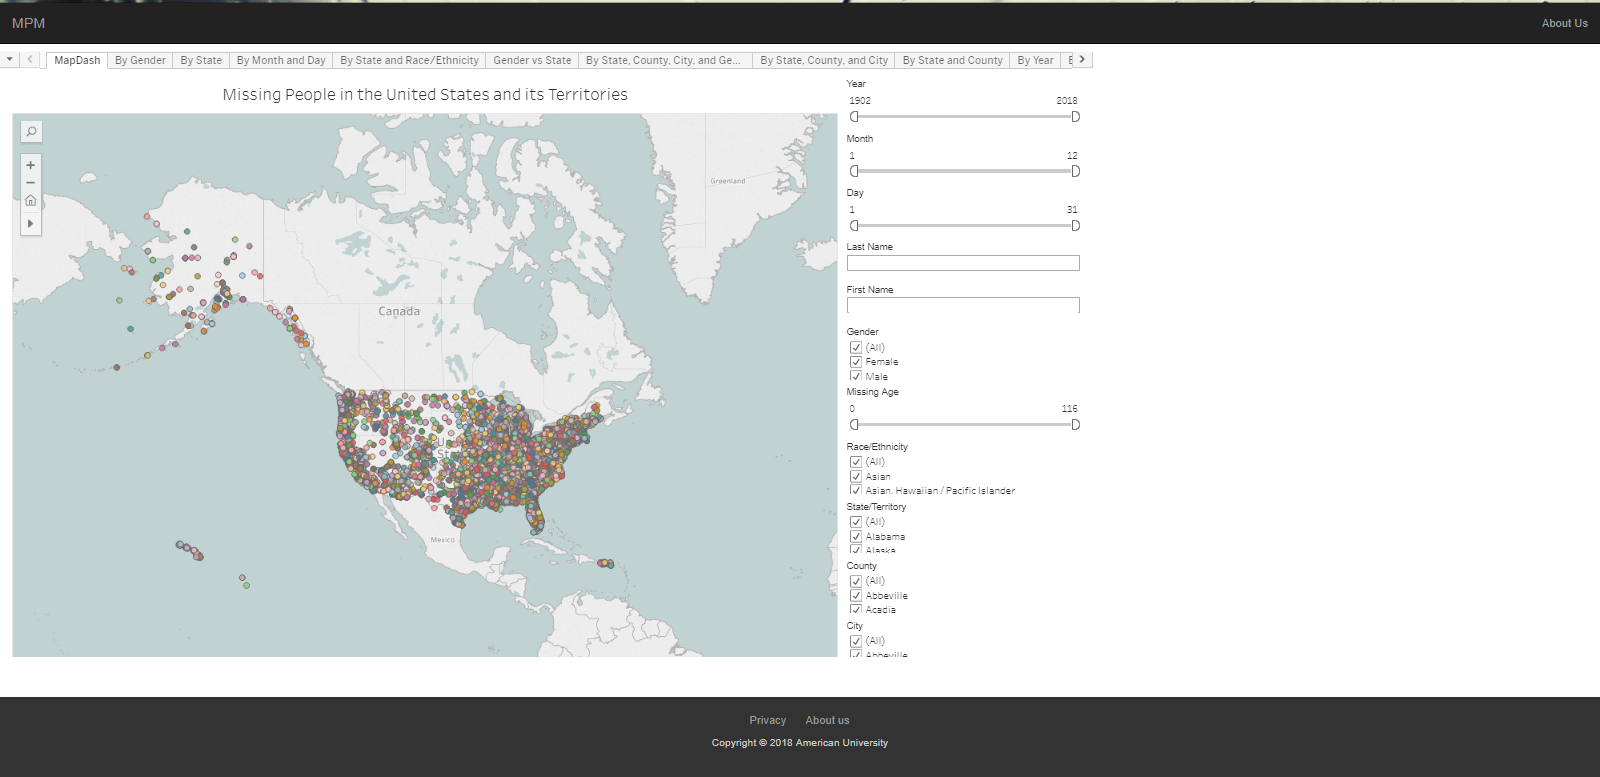 MPM
About Us
MapDash
By Gender
By State
By Month and Day
By State and Race/Ethnicity
Gender vs State
By State, County, City, and Ge...
By State, County, and City
By State and County
By Year
Missing People in the United States and its Territories
Greenland
Canada
Mexico
Year
1902 2018
Month
1 12
Day
1 31
Last Name
First Name
Gender
(All)
Female
Male
Missing Age
0 116
Race/Ethnicity
(All)
Asian
Asian, Hawaiian / Pacific Islander
State/Territory
(All)
Alabama
Alaska
County
(All)
Abbeville
Acadia
City
(All)
Abbeville
Privacy About us
Copyright © 2018 American University